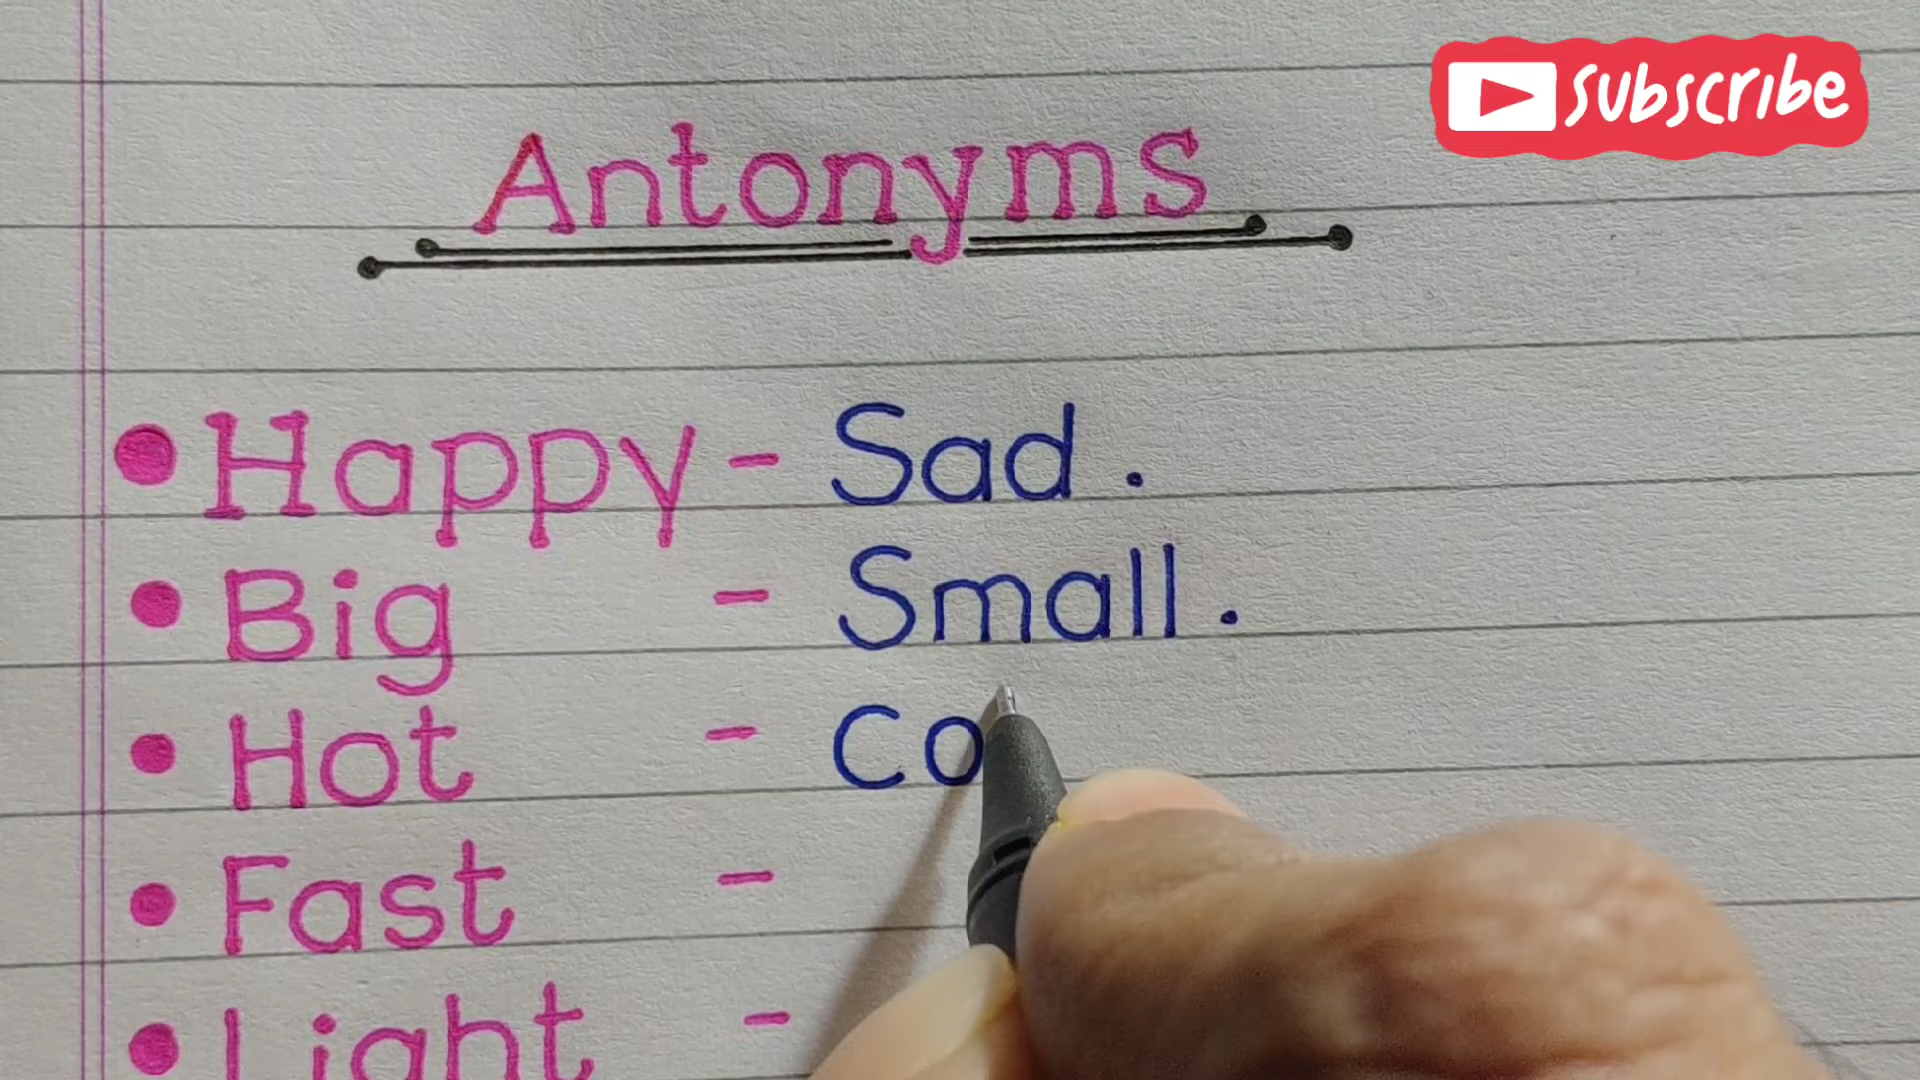 Subscribe
Antonyms
• Happy - Sad .
• Big - Small .
• Hot - Co
• Fast -
• Light -